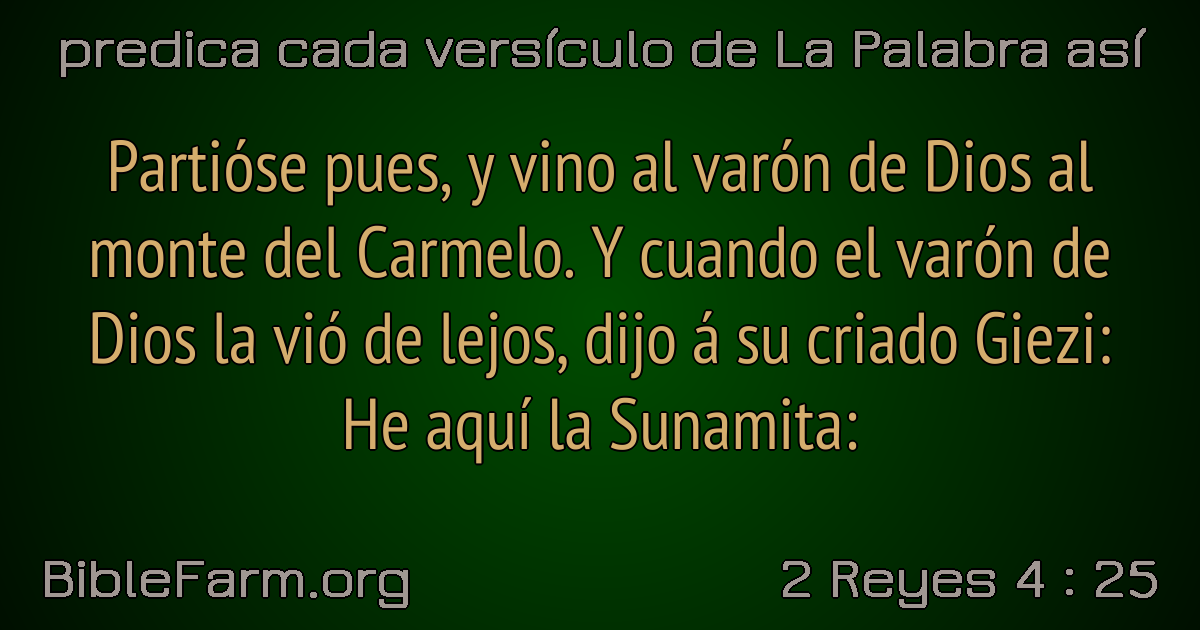 predica cada versículo de La Palabra así
Partióse pues, y vino al varón de Dios al
monte del Carmelo. Y cuando el varón de
Dios la vió de lejos, dijo á su criado Giezi:
He aquí la Sunamita:
BibleFarm.org
2 Reyes 4 : 25